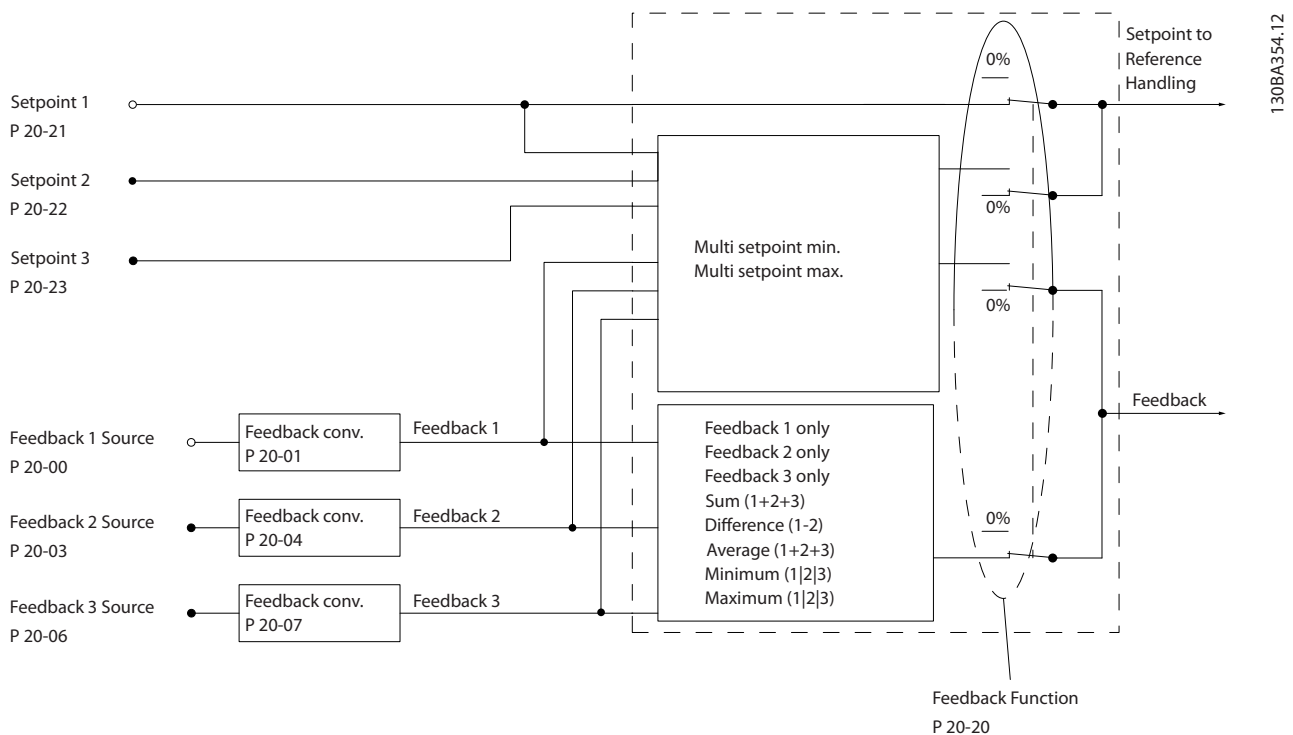 130BA354.12
Setpoint to
Reference
Handling
0%
Setpoint 1
P 20-21
Setpoint 2
P 20-22
0%
Setpoint 3
P 20-23
Multi setpoint min.
Multi setpoint max.
0%
Feedback
Feedback 1 Source
P 20-00
Feedback conv.
P 20-01
Feedback 1
Feedback 1 only
Feedback 2 only
Feedback 3 only
Sum (1+2+3)
Difference (1-2)
Average (1+2+3)
Minimum (1|2|3)
Maximum (1|2|3)
0%
Feedback 2 Source
P 20-03
Feedback conv.
P 20-04
Feedback 2
Feedback 3 Source
P 20-06
Feedback conv.
P 20-07
Feedback 3
Feedback Function
P 20-20